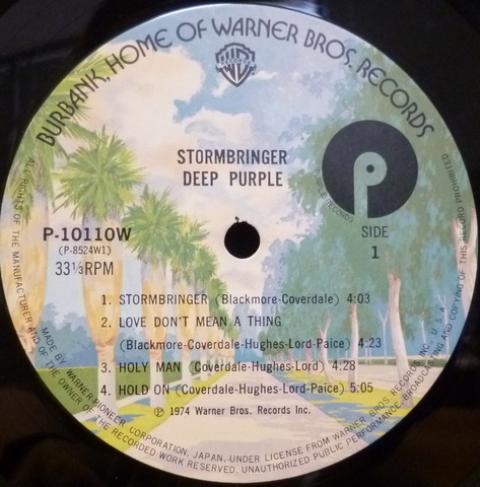 BURBANK, HOME OF WARNER BROS. RECORDS
STORMBRINGER
DEEP PURPLE
P-10110W
(P-8524W1)
33⅓RPM
P
RECORDS
SIDE
1
1. STORMBRINGER (Blackmore-Coverdale) 4:03
2. LOVE DON'T MEAN A THING
(Blackmore-Coverdale-Hughes-Lord-Paice) 4:23
3. HOLY MAN (Coverdale-Hughes-Lord) 4:28
4. HOLD ON (Coverdale-Hughes-Lord-Paice) 5:05
℗ 1974 Warner Bros. Records Inc.
MADE BY WARNER-PIONEER CORPORATION, JAPAN, UNDER LICENSE FROM WARNER BROS. RECORDS INC., U.S.A.
ALL RIGHTS OF THE MANUFACTURER AND OF THE OWNER OF THE RECORDED WORK RESERVED. UNAUTHORIZED PUBLIC PERFORMANCE, BROADCASTING AND COPYING OF THIS RECORD PROHIBITED